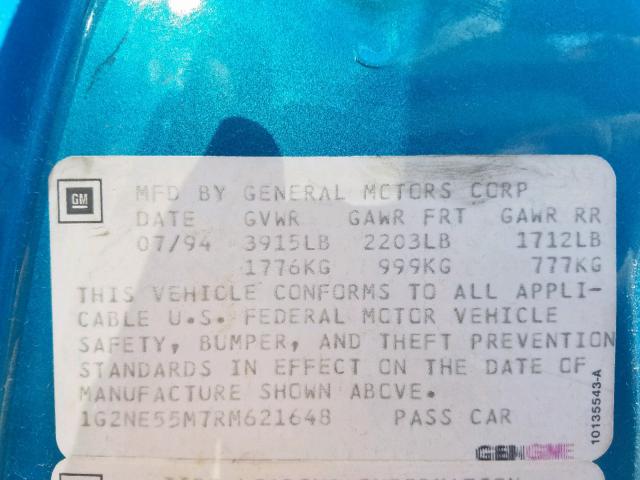 GM
MFD BY GENERAL MOTORS CORP
DATE GVWR GAWR FRT GAWR RR
07/94 3915LB 2203LB 1712LB
1776KG 999KG 777KG
THIS VEHICLE CONFORMS TO ALL APPLI-
CABLE U.S. FEDERAL MOTOR VEHICLE
SAFETY, BUMPER, AND THEFT PREVENTION
STANDARDS IN EFFECT ON THE DATE OF
MANUFACTURE SHOWN ABOVE.
1G2NE55M7RM621648 PASS CAR
10135543-A